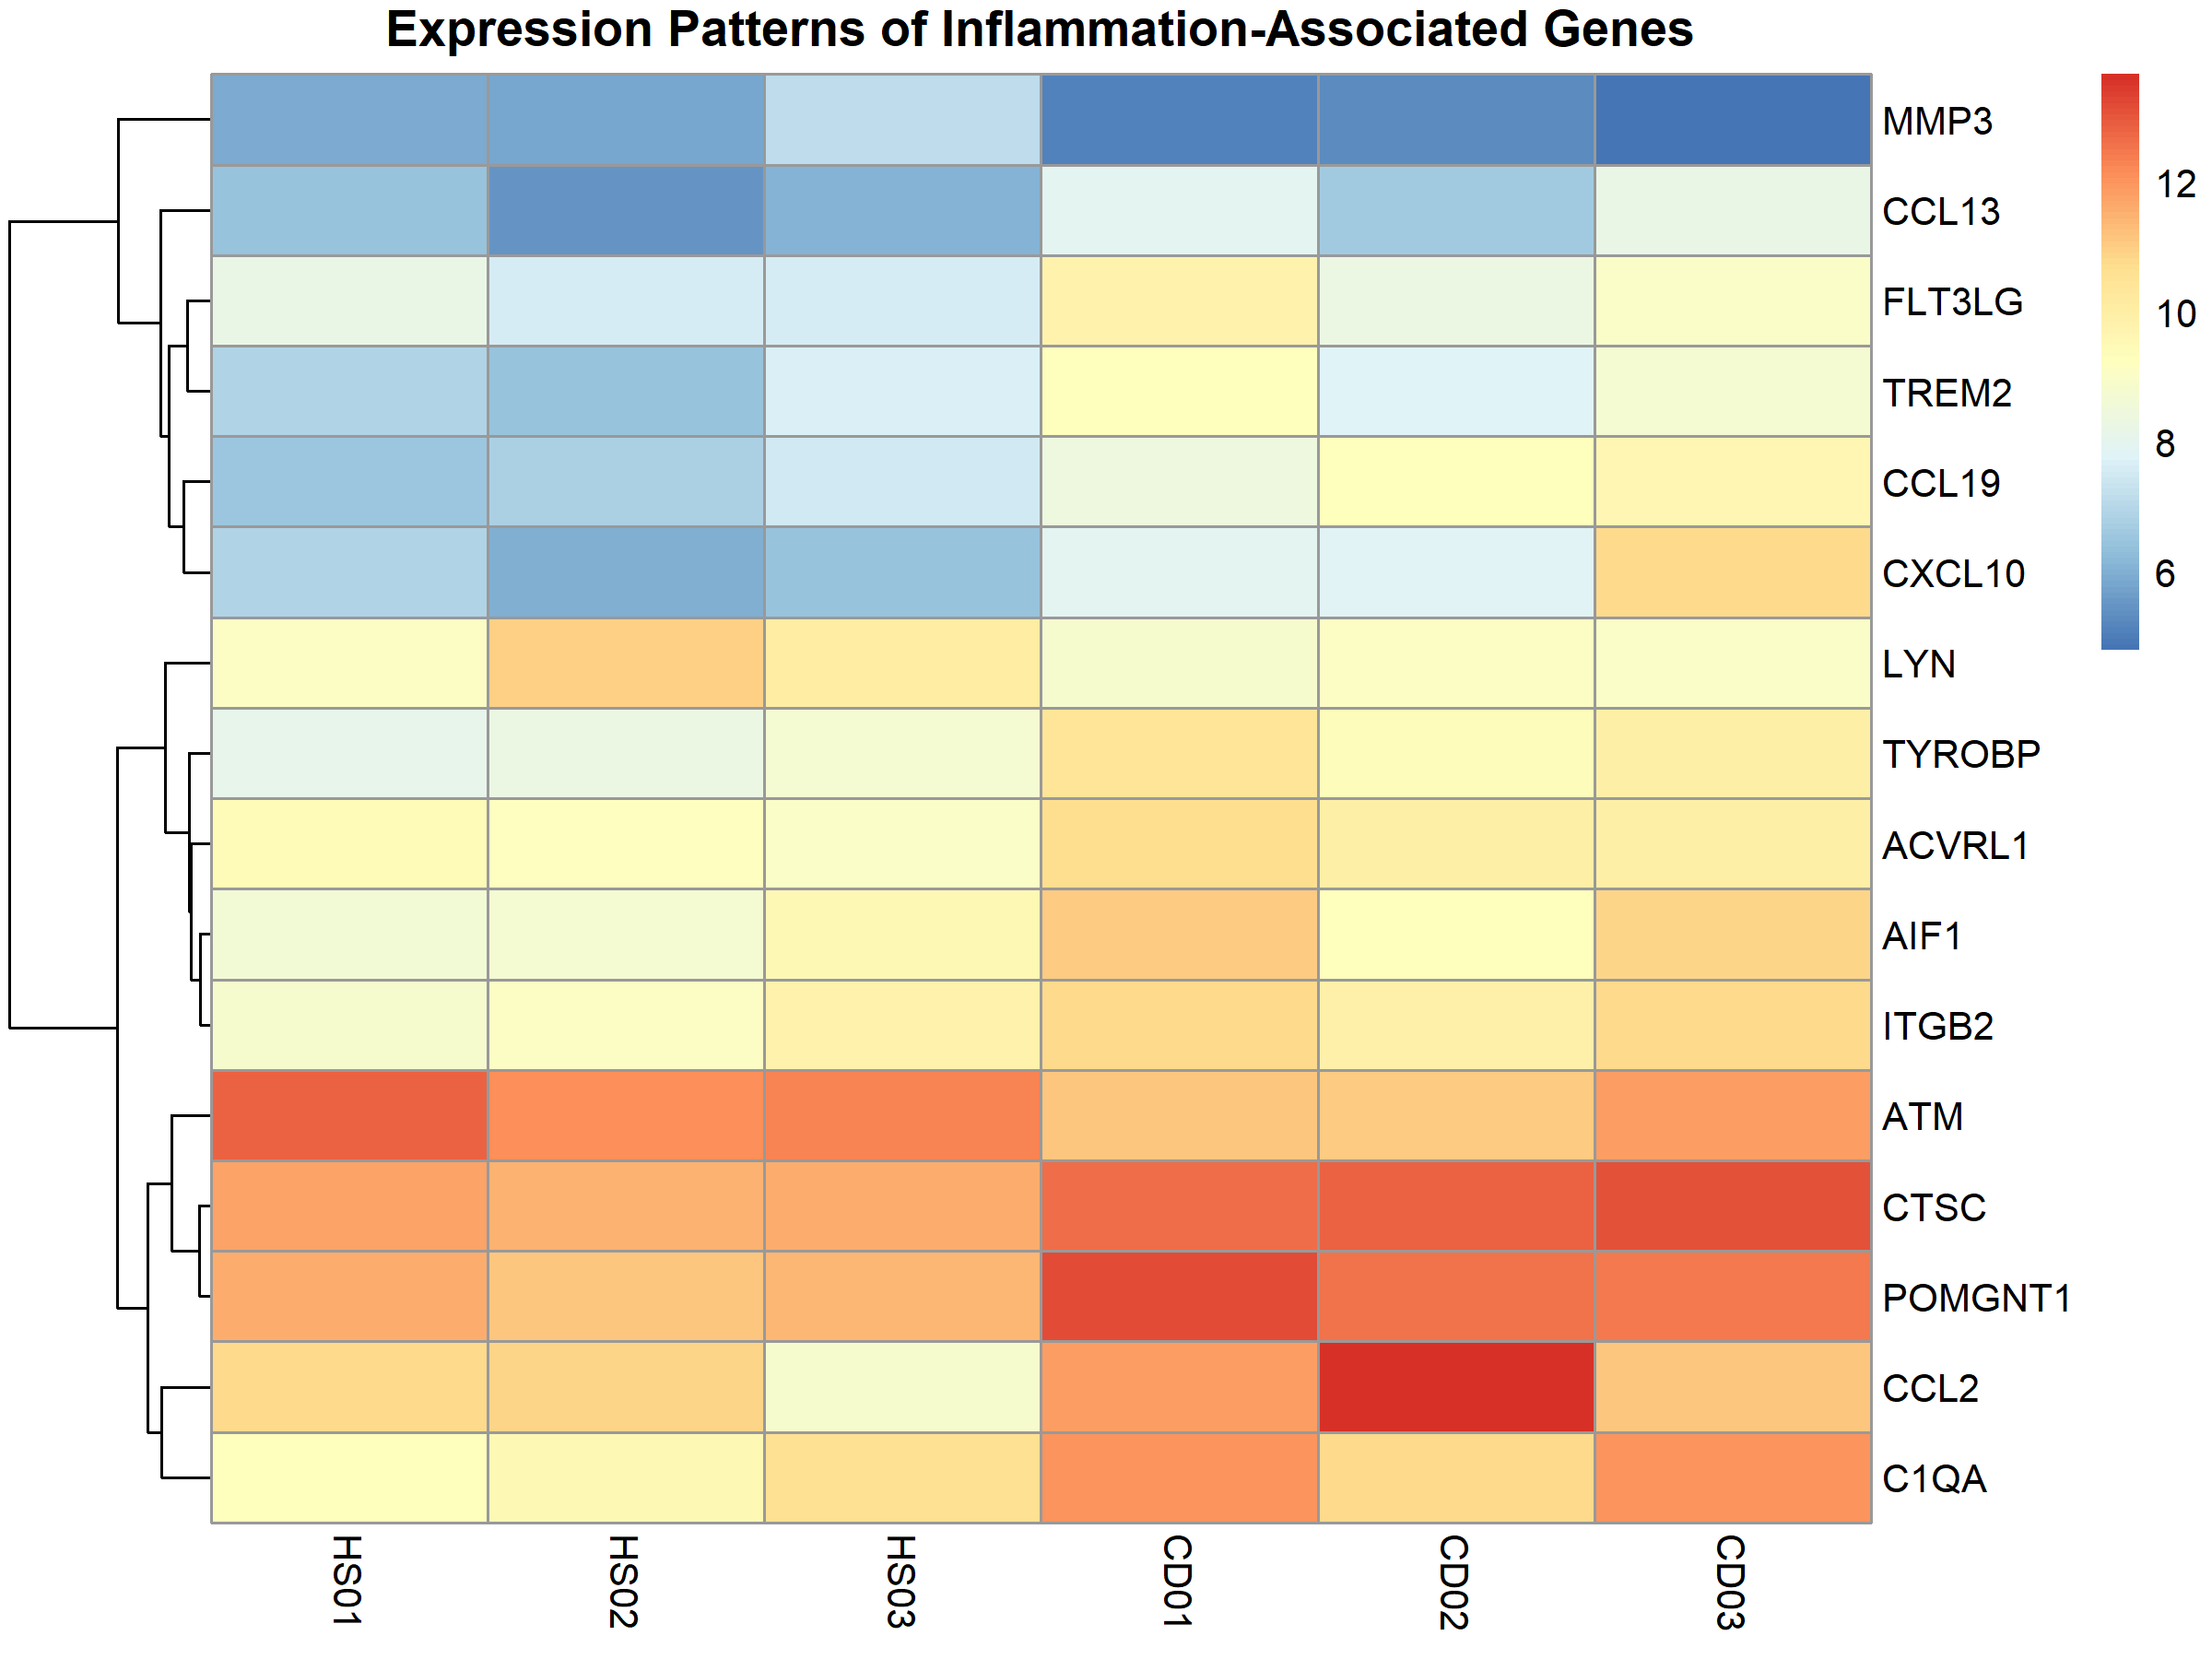 Expression Patterns of Inflammation-Associated Genes
MMP3
CCL13
FLT3LG
TREM2
CCL19
CXCL10
LYN
TYROBP
ACVRL1
AIF1
ITGB2
ATM
CTSC
POMGNT1
CCL2
C1QA
12
10
8
6
HS01
HS02
HS03
CD01
CD02
CD03